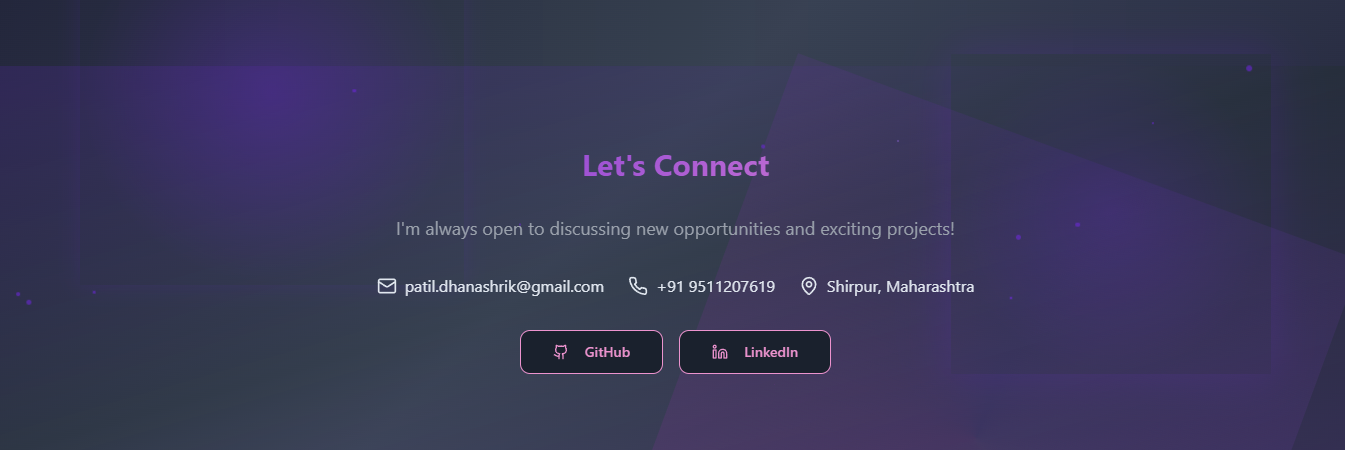 Let's Connect
I'm always open to discussing new opportunities and exciting projects!
patil.dhanashrik@gmail.com +91 9511207619 Shirpur, Maharashtra
GitHub LinkedIn